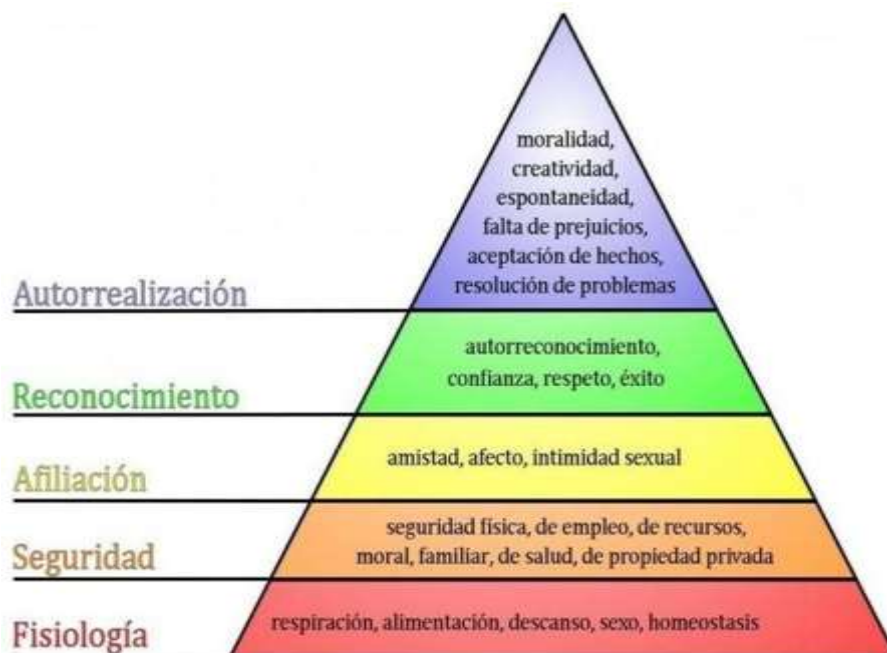 moralidad,
creatividad,
espontaneidad,
falta de prejuicios,
aceptación de hechos,
resolución de problemas
Autorrealización
autorreconocimiento,
confianza, respeto, éxito
Reconocimiento
amistad, afecto, intimidad sexual
Afiliación
seguridad física, de empleo, de recursos,
moral, familiar, de salud, de propiedad privada
Seguridad
respiración, alimentación, descanso, sexo, homeostasis
Fisiología